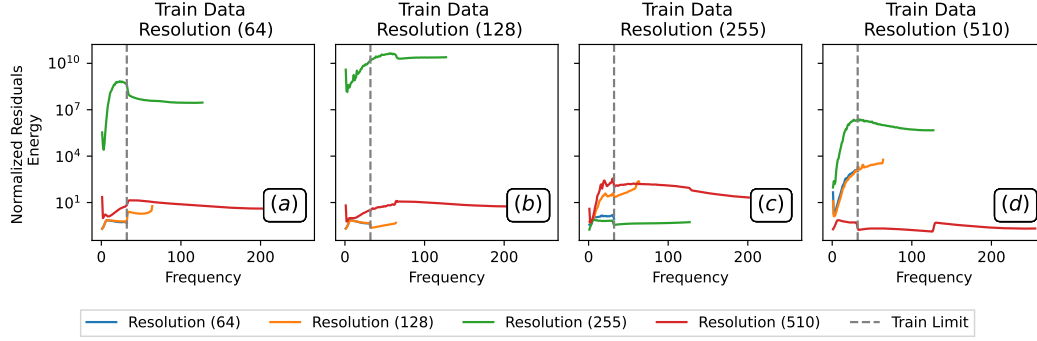 Train Data
Resolution (64)
Train Data
Resolution (128)
Train Data
Resolution (255)
Train Data
Resolution (510)
Normalized Residuals
Energy
10^10
10^7
10^4
10^1
(a)
(b)
(c)
(d)
0 100 200
0 100 200
0 100 200
0 100 200
Frequency
Frequency
Frequency
Frequency
Resolution (64)
Resolution (128)
Resolution (255)
Resolution (510)
Train Limit